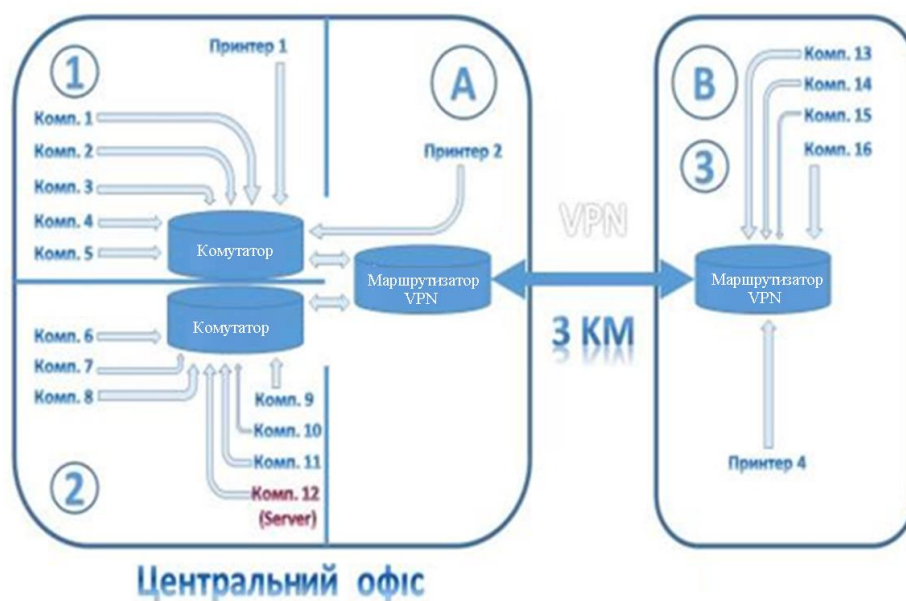 1
Принтер 1
Комп. 1
Комп. 2
Комп. 3
Комп. 4
Комп. 5
Комутатор
A
Принтер 2
Маршрутизатор
VPN
Комутатор
Комп. 6
Комп. 7
Комп. 8
Комп. 9
Комп. 10
Комп. 11
Комп. 12
(Server)
2
VPN
3 KM
B
3
Комп. 13
Комп. 14
Комп. 15
Комп. 16
Маршрутизатор
VPN
Принтер 4
Центральний офіс